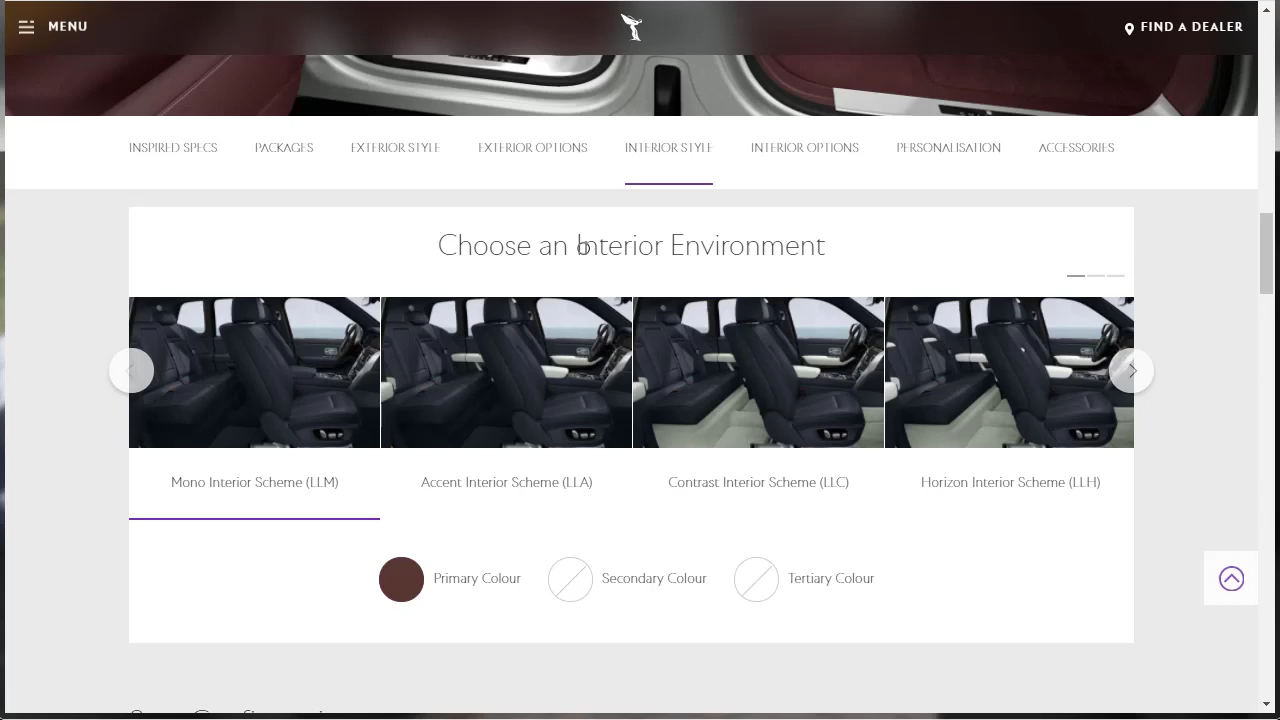 MENU
FIND A DEALER
INSPIRED SPECS PACKAGES EXTERIOR STYLE EXTERIOR OPTIONS INTERIOR STYLE INTERIOR OPTIONS PERSONALISATION ACCESSORIES
Choose an Interior Environment
Mono Interior Scheme (LLM) Accent Interior Scheme (LLA) Contrast Interior Scheme (LLC) Horizon Interior Scheme (LLH)
Primary Colour Secondary Colour Tertiary Colour